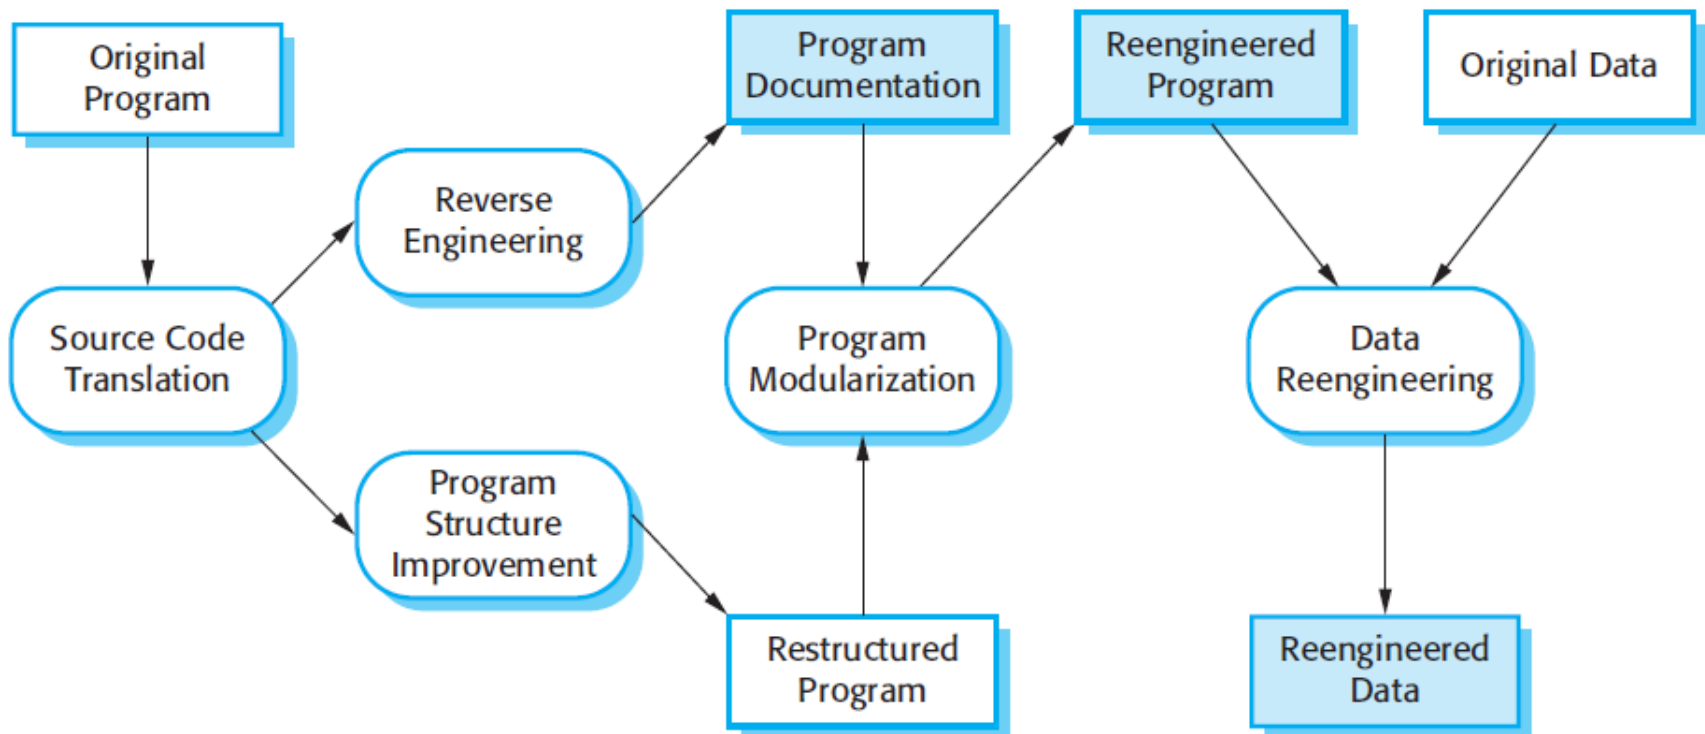 Original
Program
Program
Documentation
Reengineered
Program
Original Data
Reverse
Engineering
Source Code
Translation
Program
Modularization
Data
Reengineering
Program
Structure
Improvement
Restructured
Program
Reengineered
Data